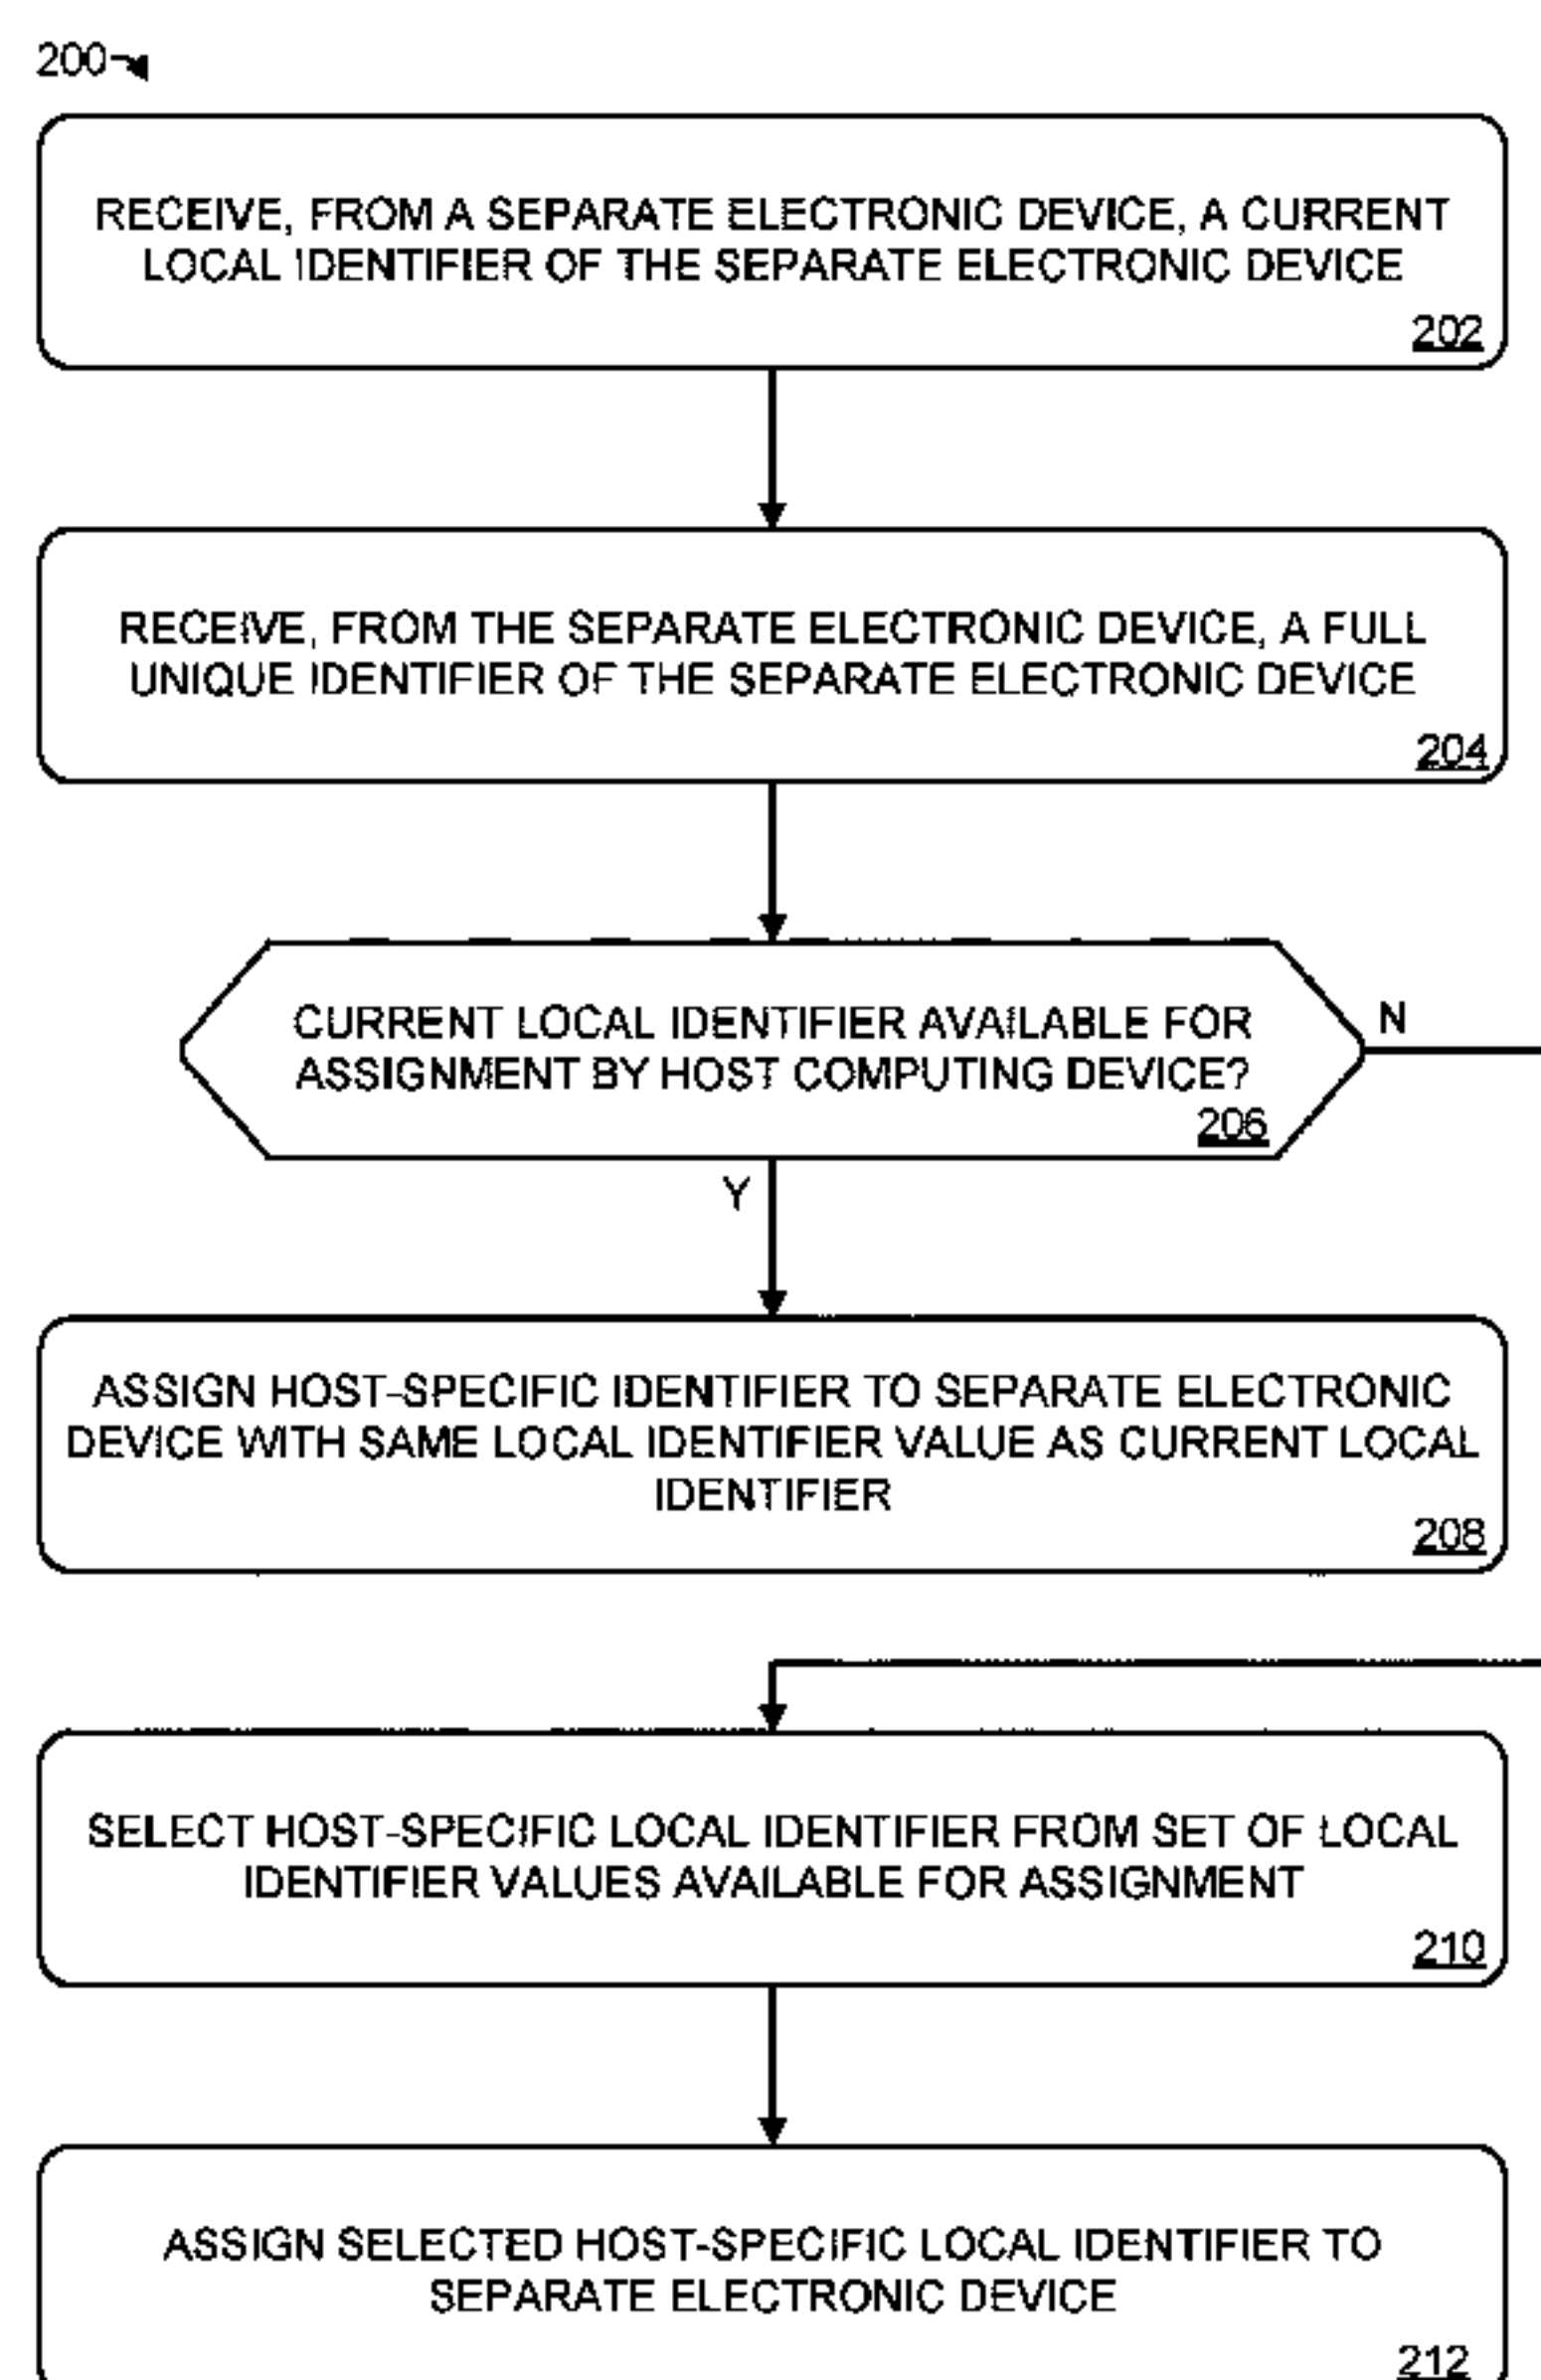 200
RECEIVE, FROM A SEPARATE ELECTRONIC DEVICE, A CURRENT
LOCAL IDENTIFIER OF THE SEPARATE ELECTRONIC DEVICE
202
RECEIVE, FROM THE SEPARATE ELECTRONIC DEVICE, A FULL
UNIQUE IDENTIFIER OF THE SEPARATE ELECTRONIC DEVICE
204
CURRENT LOCAL IDENTIFIER AVAILABLE FOR
ASSIGNMENT BY HOST COMPUTING DEVICE?
206
N
Y
ASSIGN HOST-SPECIFIC IDENTIFIER TO SEPARATE ELECTRONIC
DEVICE WITH SAME LOCAL IDENTIFIER VALUE AS CURRENT LOCAL
IDENTIFIER
208
SELECT HOST-SPECIFIC LOCAL IDENTIFIER FROM SET OF LOCAL
IDENTIFIER VALUES AVAILABLE FOR ASSIGNMENT
210
ASSIGN SELECTED HOST-SPECIFIC LOCAL IDENTIFIER TO
SEPARATE ELECTRONIC DEVICE
212